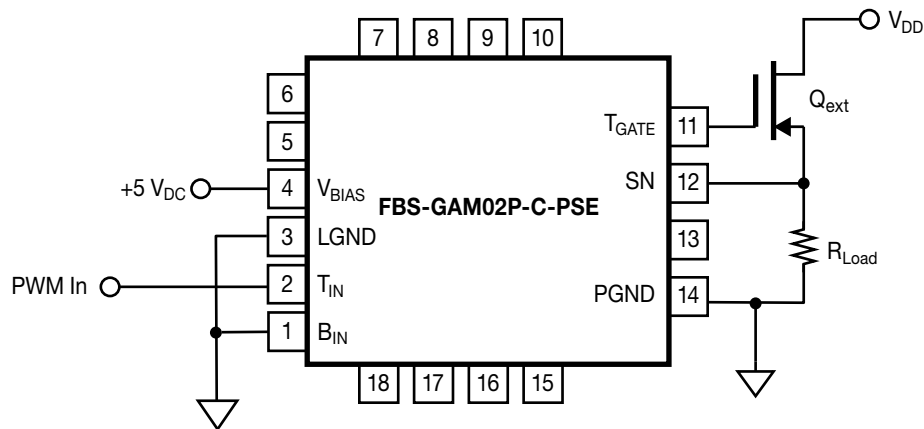 7 8 9 10
V_DD
6
Q_ext
T_GATE 11
5
SN 12
+5 V_DC 4 V_BIAS
FBS-GAM02P-C-PSE
3 LGND
13
R_Load
PWM In 2 T_IN
PGND 14
1 B_IN
18 17 16 15